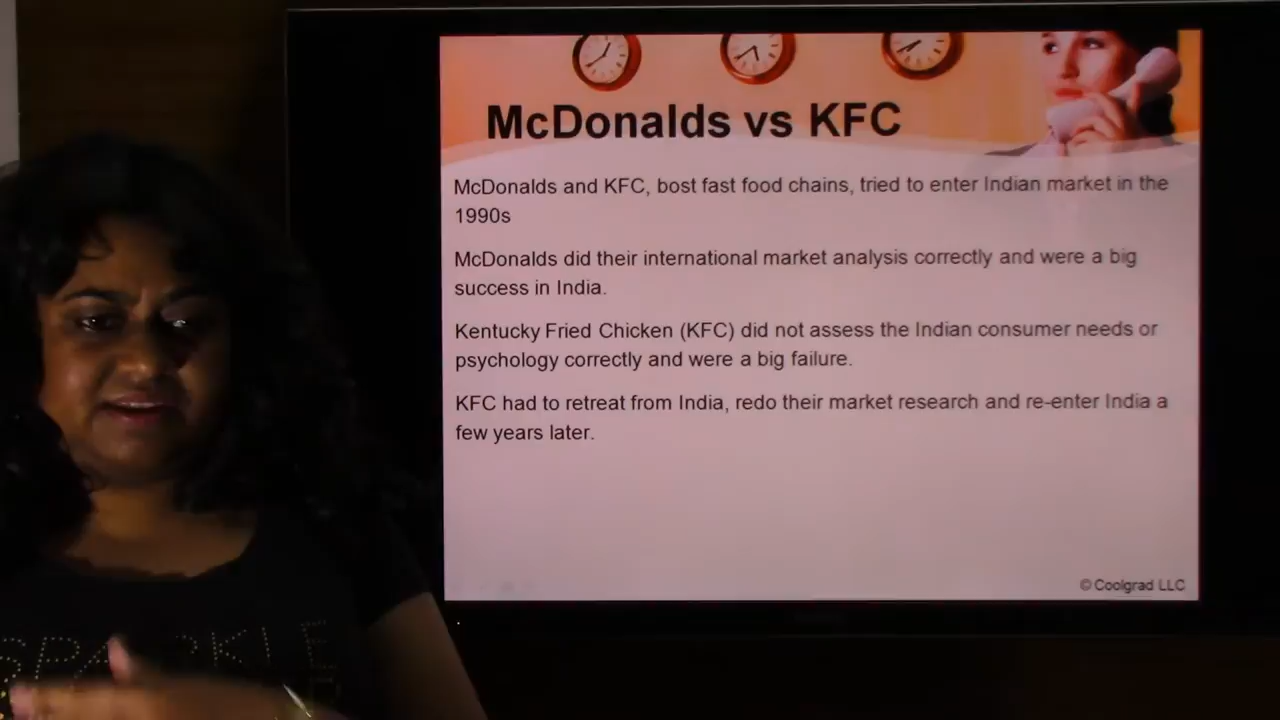 McDonalds vs KFC
McDonalds and KFC, bost fast food chains, tried to enter Indian market in the
1990s
McDonalds did their international market analysis correctly and were a big
success in India.
Kentucky Fried Chicken (KFC) did not assess the Indian consumer needs or
psychology correctly and were a big failure.
KFC had to retreat from India, redo their market research and re-enter India a
few years later.
© Coolgrad LLC
SPARKLE